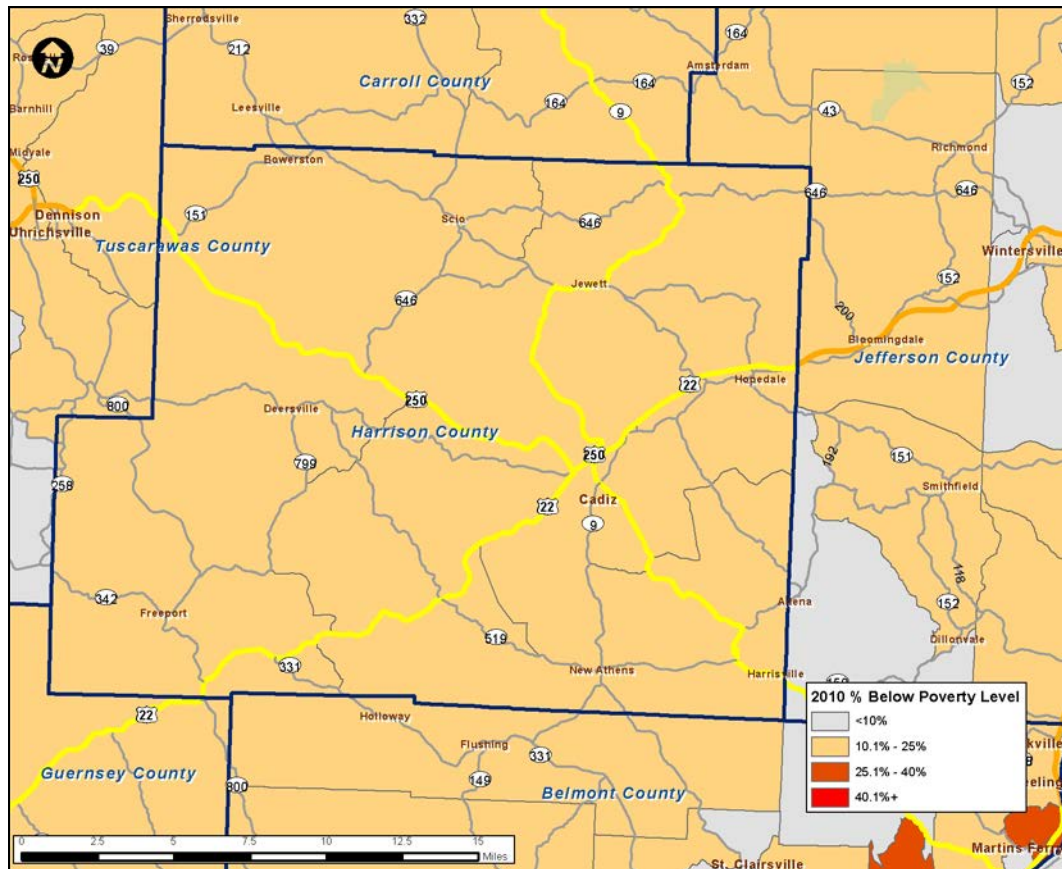 Sherrodsville
332
164
39
212
N
Carroll County
Amsterdam
164
164
152
Barnhill
Leesville
9
43
Midvale
Bowerston
Richmond
250
646
646
Dennison
151
Scio
646
Uhrichsville
Tuscarawas County
Wintersville
Jewett
152
646
200
Bloomingdale
Jefferson County
22
Hopedale
250
800
Deersville
Harrison County
250
192
151
799
258
Smithfield
22
Cadiz
9
118
342
152
Freeport
519
Dillonvale
331
New Athens
Harrisville
2010 % Below Poverty Level
<10%
10.1% - 25%
25.1% - 40%
40.1%+
22
Holloway
Flushing
331
Guernsey County
149
800
Belmont County
0 2.5 5 7.5 10 12.5 15
Miles
St. Clairsville